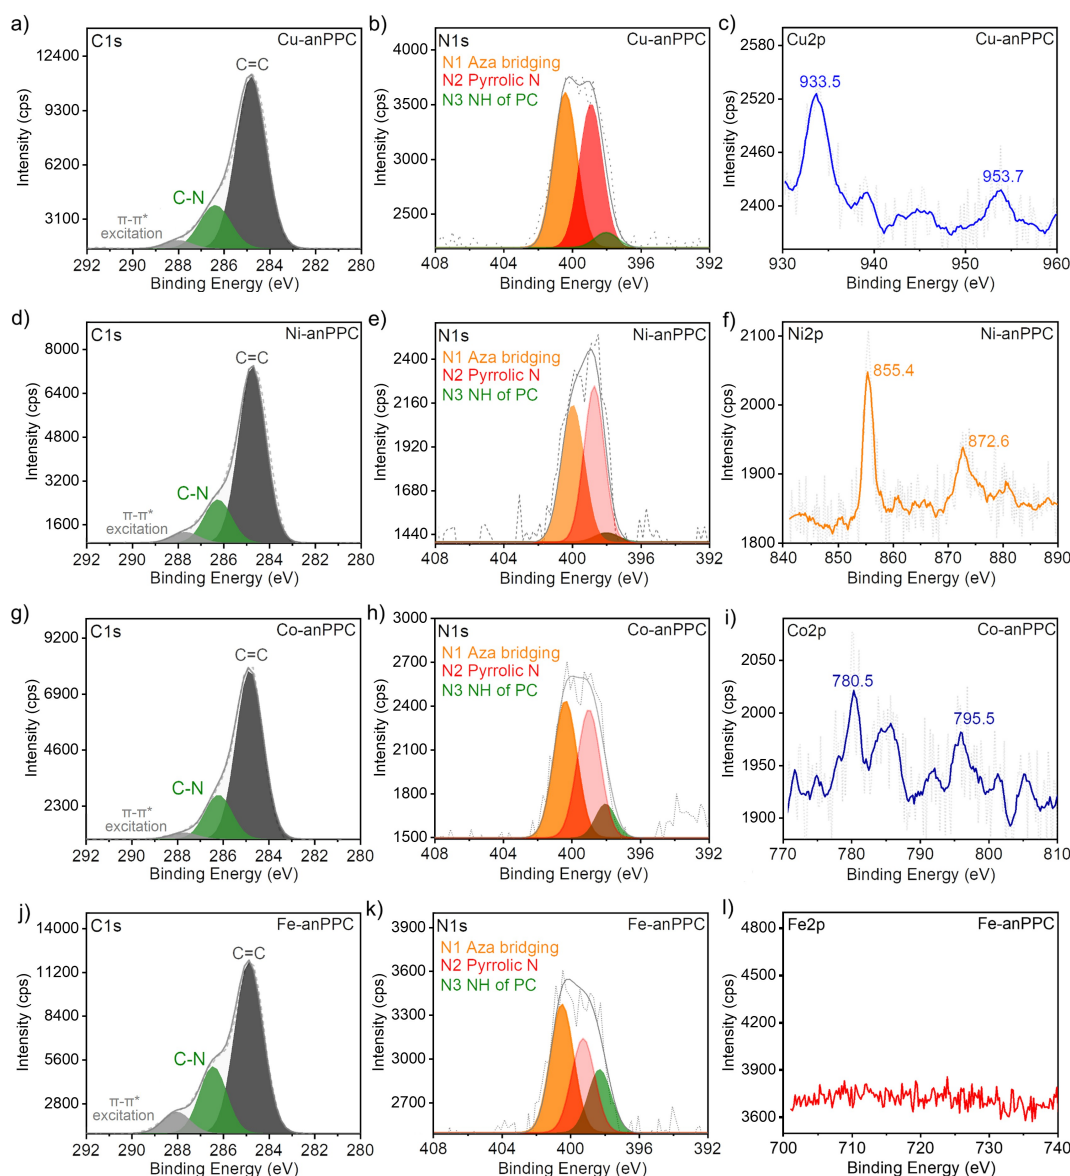 a)
C1s
Cu-anPPC
C=C
C-N
π-π*
excitation
12400
9300
6200
3100
Intensity (cps)
292 290 288 286 284 282 280
Binding Energy (eV)
b)
N1s
Cu-anPPC
N1 Aza bridging
N2 Pyrrolic N
N3 NH of PC
4000
3500
3000
2500
Intensity (cps)
408 404 400 396 392
Binding Energy (eV)
c)
Cu2p
Cu-anPPC
933.5
953.7
2580
2520
2460
2400
Intensity (cps)
930 940 950 960
Binding Energy (eV)
d)
C1s
Ni-anPPC
C=C
C-N
π-π*
excitation
8000
6400
4800
3200
1600
Intensity (cps)
292 290 288 286 284 282 280
Binding Energy (eV)
e)
N1s
Ni-anPPC
N1 Aza bridging
N2 Pyrrolic N
N3 NH of PC
2400
2160
1920
1680
1440
Intensity (cps)
408 404 400 396 392
Binding Energy (eV)
f)
Ni2p
Ni-anPPC
855.4
872.6
2100
2000
1900
1800
Intensity (cps)
841 850 860 870 880 890
Binding Energy (eV)
g)
C1s
Co-anPPC
C=C
C-N
π-π*
excitation
9200
6900
4600
2300
Intensity (cps)
292 290 288 286 284 282 280
Binding Energy (eV)
h)
N1s
Co-anPPC
N1 Aza bridging
N2 Pyrrolic N
N3 NH of PC
3000
2700
2400
2100
1800
1500
Intensity (cps)
408 404 400 396 392
Binding Energy (eV)
i)
Co2p
Co-anPPC
780.5
795.5
2050
2000
1950
1900
Intensity (cps)
770 780 790 800 810
Binding Energy (eV)
j)
C1s
Fe-anPPC
C=C
C-N
π-π*
excitation
14000
11200
8400
5600
2800
Intensity (cps)
292 290 288 286 284 282 280
Binding Energy (eV)
k)
N1s
Fe-anPPC
N1 Aza bridging
N2 Pyrrolic N
N3 NH of PC
3900
3600
3300
3000
2700
Intensity (cps)
408 404 400 396 392
Binding Energy (eV)
l)
Fe2p
Fe-anPPC
4800
4500
4200
3900
3600
Intensity (cps)
700 710 720 730 740
Binding Energy (eV)